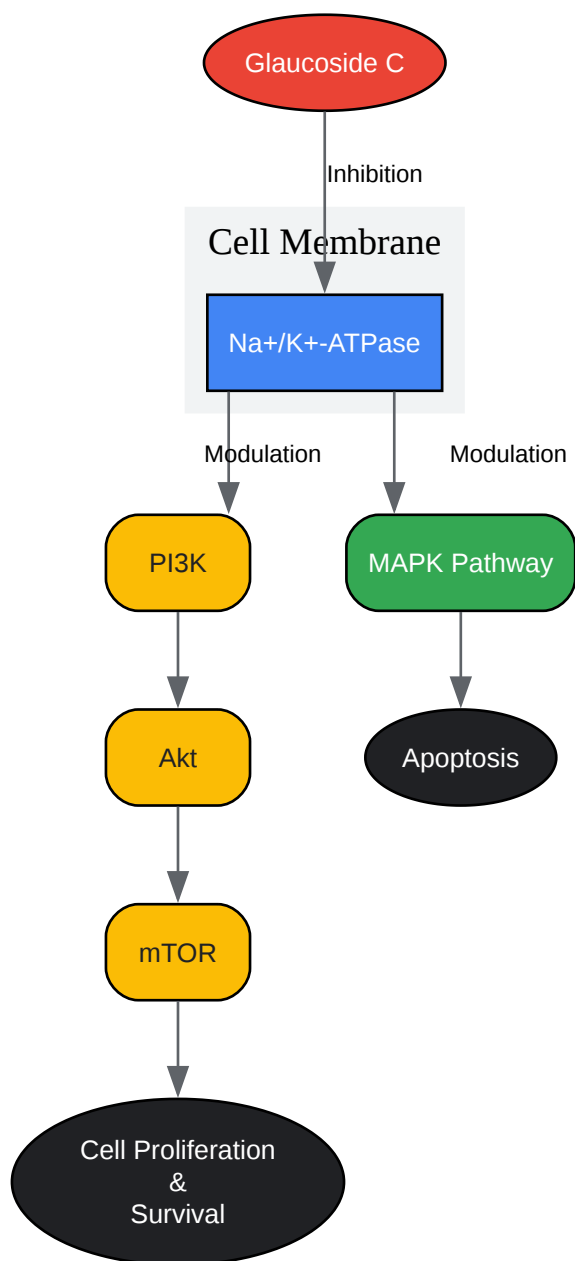 Glaucoside C
Inhibition
Cell Membrane
Na+/K+-ATPase
Modulation
Modulation
PI3K
MAPK Pathway
Akt
Apoptosis
mTOR
Cell Proliferation
&
Survival